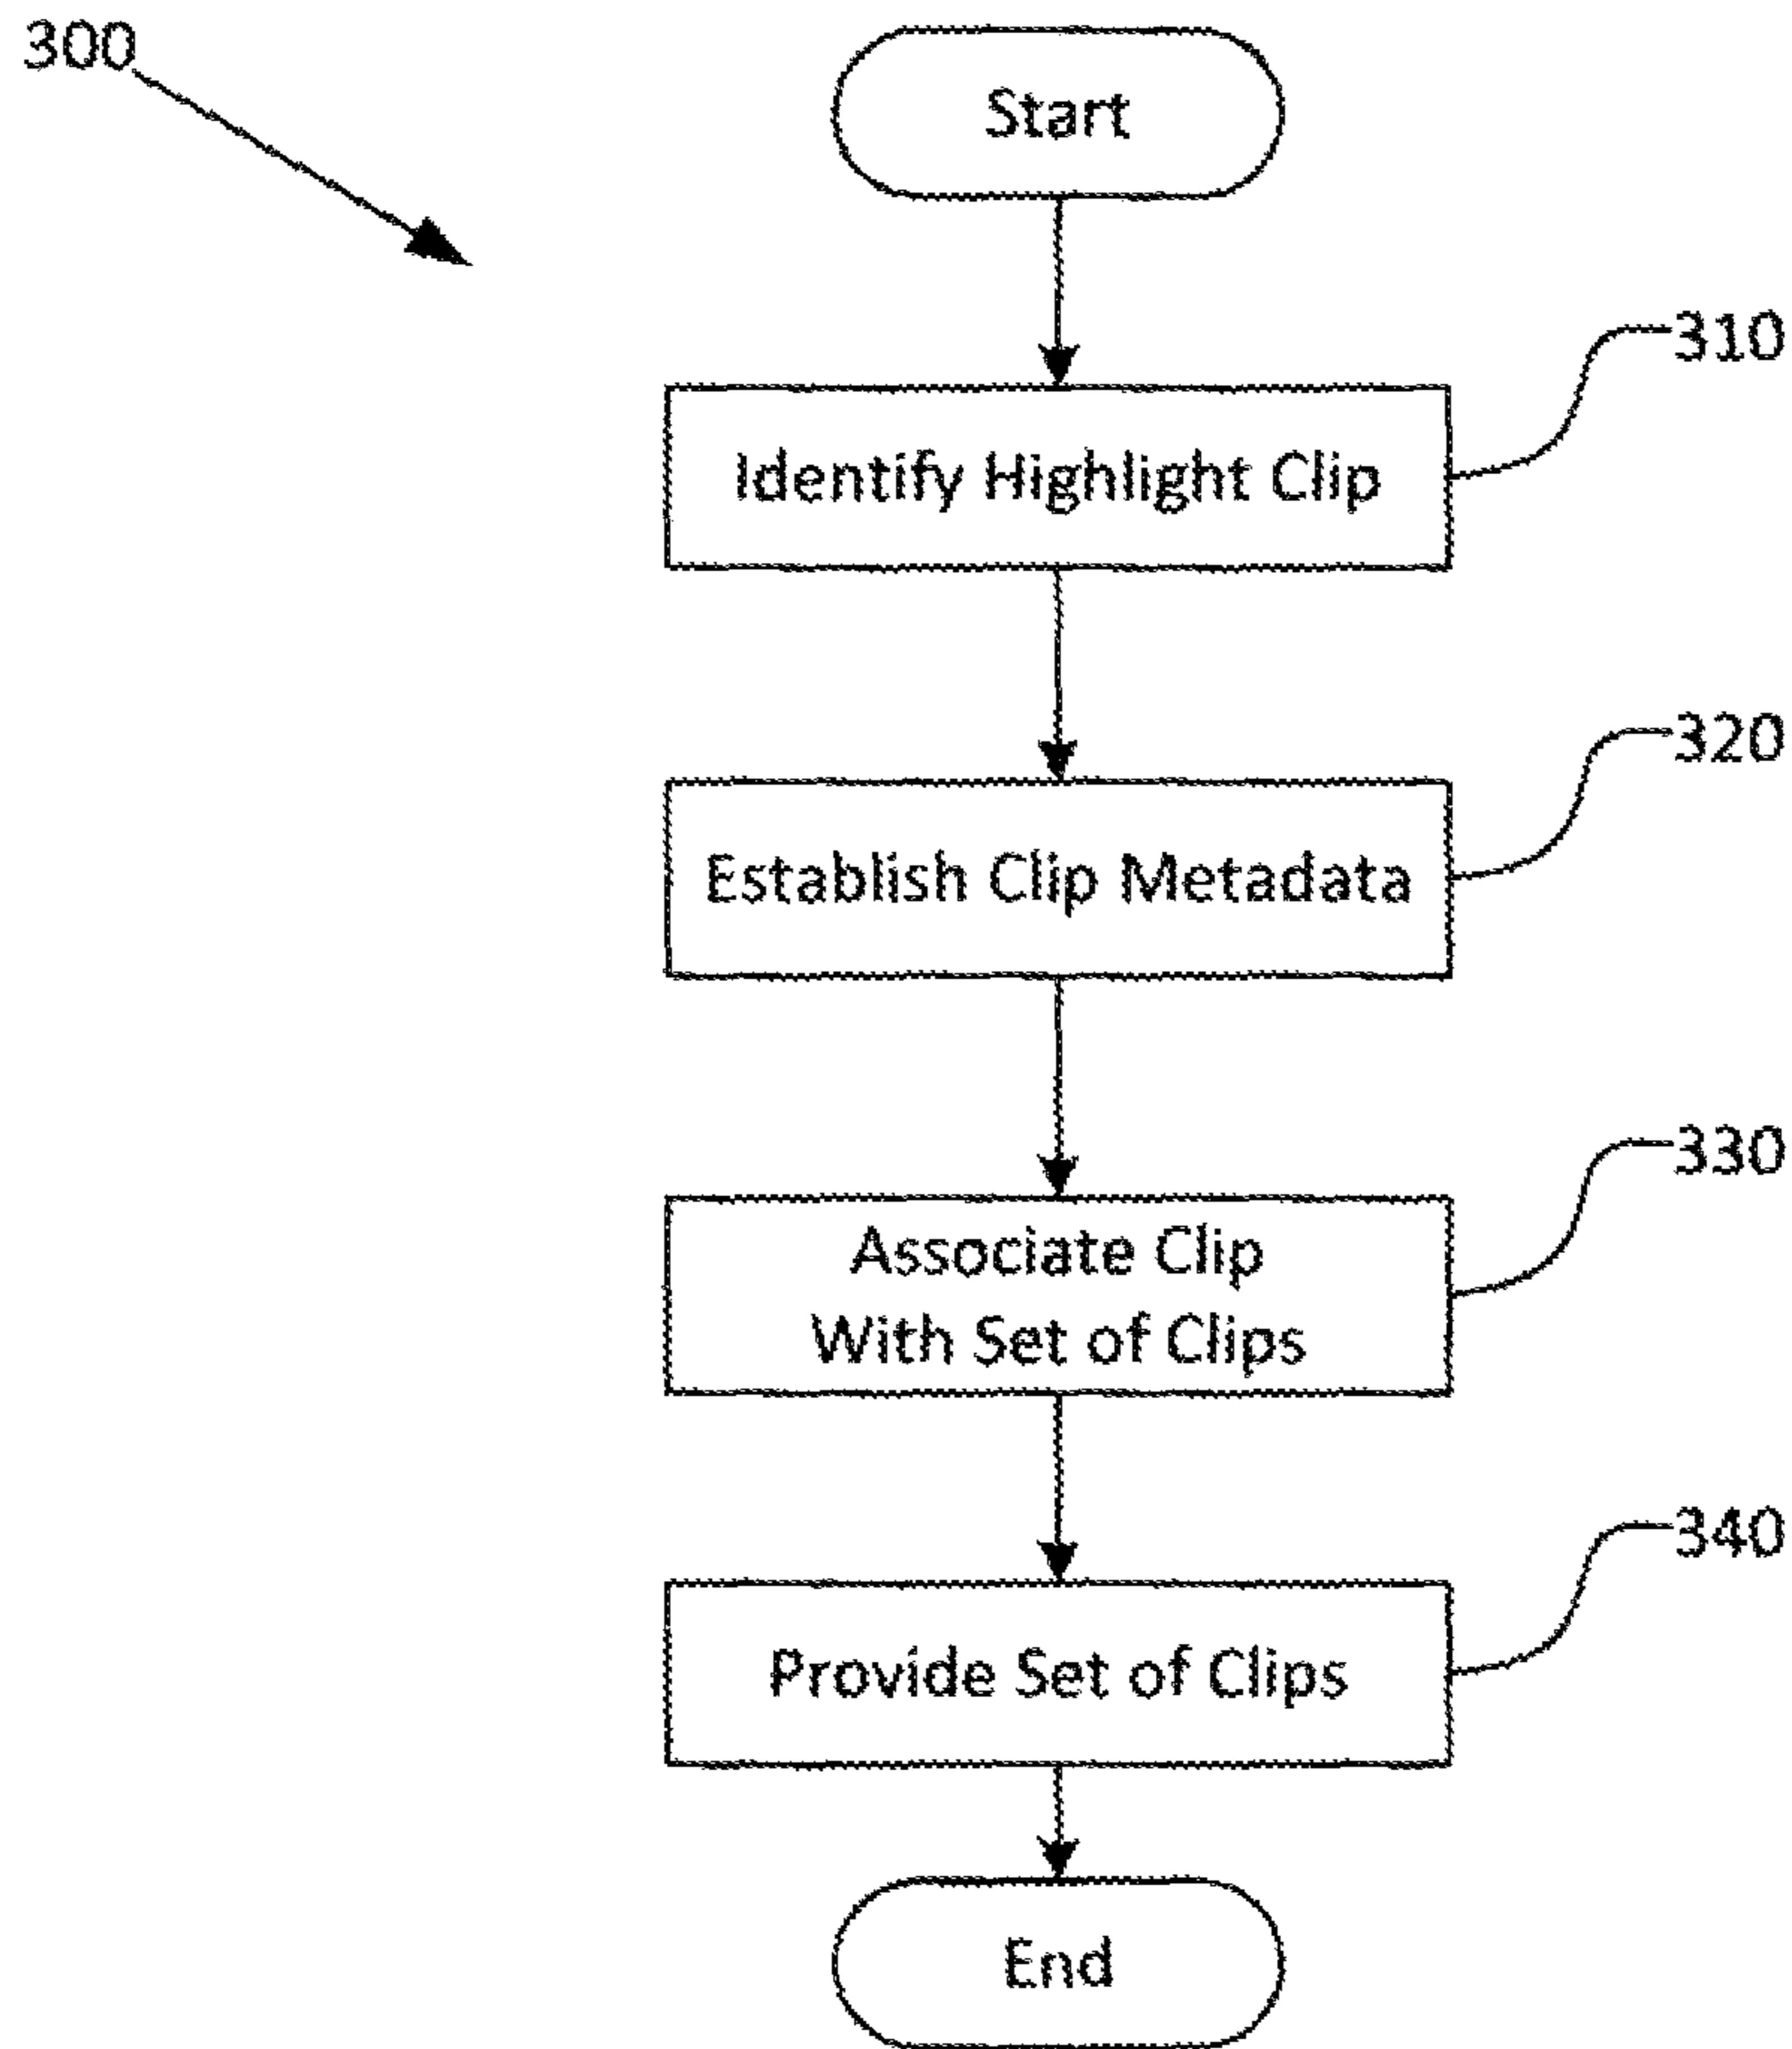 300
Start
310
Identify Highlight Clip
320
Establish Clip Metadata
330
Associate Clip
With Set of Clips
340
Provide Set of Clips
End